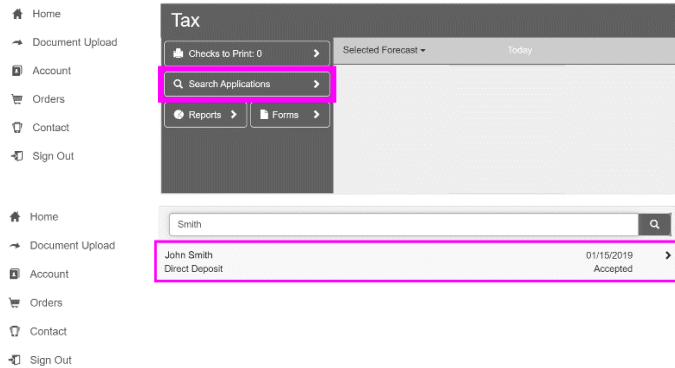 Home
Document Upload
Account
Orders
Contact
Sign Out
Tax
Checks to Print: 0
Selected Forecast
Today
Search Applications
Reports
Forms
Home
Document Upload
Account
Orders
Contact
Sign Out
Smith
John Smith 01/15/2019
Direct Deposit Accepted